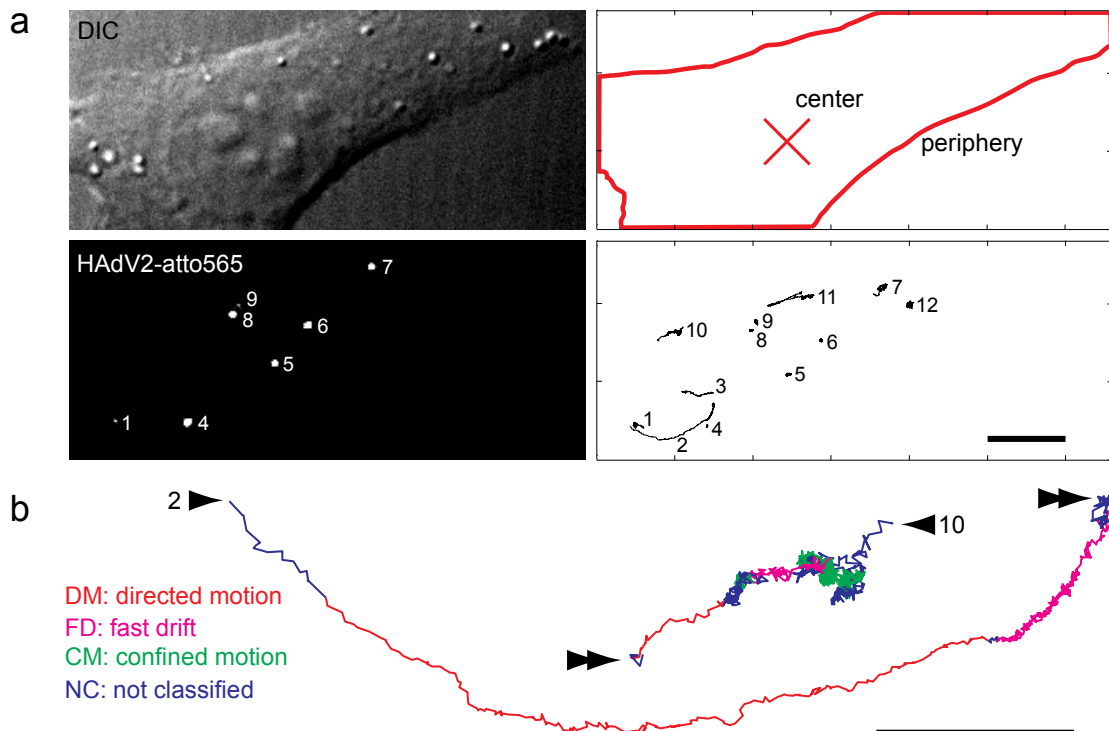 a
DIC
center
periphery
HAdV2-atto565
7
9
8
6
5
1
4
11
7
12
10
9
8
6
5
3
1
4
2
b
2
10
DM: directed motion
FD: fast drift
CM: confined motion
NC: not classified